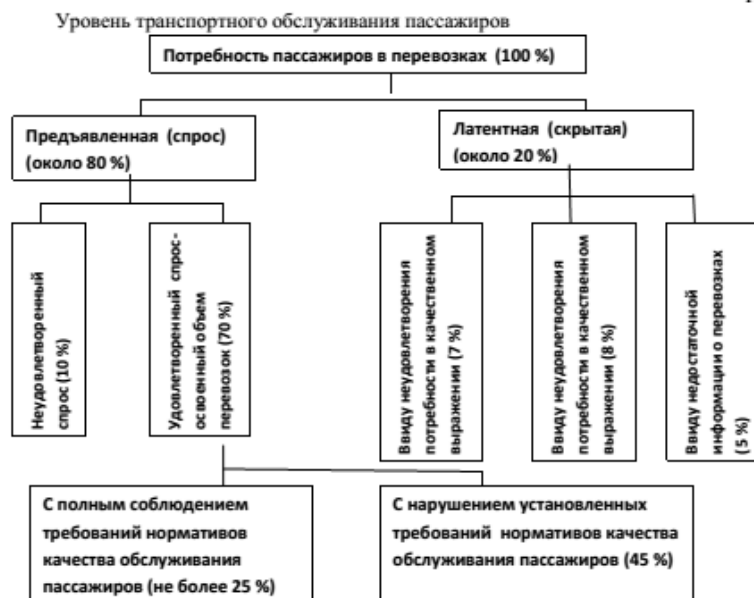 Уровень транспортного обслуживания пассажиров
Потребность пассажиров в перевозках (100 %)
Предъявленная (спрос)
(около 80 %)
Латентная (скрытая)
(около 20 %)
Неудовлетворенный
спрос (10 %)
Удовлетворенный спрос-
освоенный объем
перевозок (70 %)
Ввиду неудовлетворения
потребности в качественном
выражении (7 %)
Ввиду неудовлетворения
потребности в качественном
выражении (8 %)
Ввиду недостаточной
информации о перевозках
(5 %)
С полным соблюдением
требований нормативов
качества обслуживания
пассажиров (не более 25 %)
С нарушением установленных
требований нормативов качества
обслуживания пассажиров (45 %)